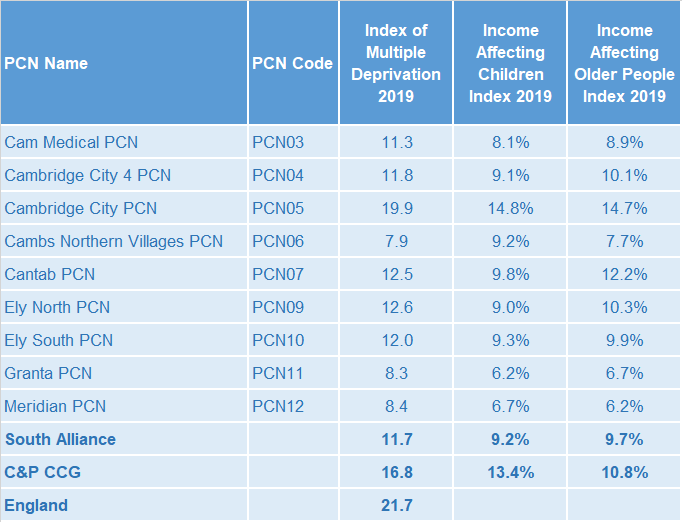 PCN Name PCN Code Index of Multiple Deprivation 2019 Income Affecting Children Index 2019 Income Affecting Older People Index 2019
Cam Medical PCN PCN03 11.3 8.1% 8.9%
Cambridge City 4 PCN PCN04 11.8 9.1% 10.1%
Cambridge City PCN PCN05 19.9 14.8% 14.7%
Cambs Northern Villages PCN PCN06 7.9 9.2% 7.7%
Cantab PCN PCN07 12.5 9.8% 12.2%
Ely North PCN PCN09 12.6 9.0% 10.3%
Ely South PCN PCN10 12.0 9.3% 9.9%
Granta PCN PCN11 8.3 6.2% 6.7%
Meridian PCN PCN12 8.4 6.7% 6.2%
South Alliance 11.7 9.2% 9.7%
C&P CCG 16.8 13.4% 10.8%
England 21.7